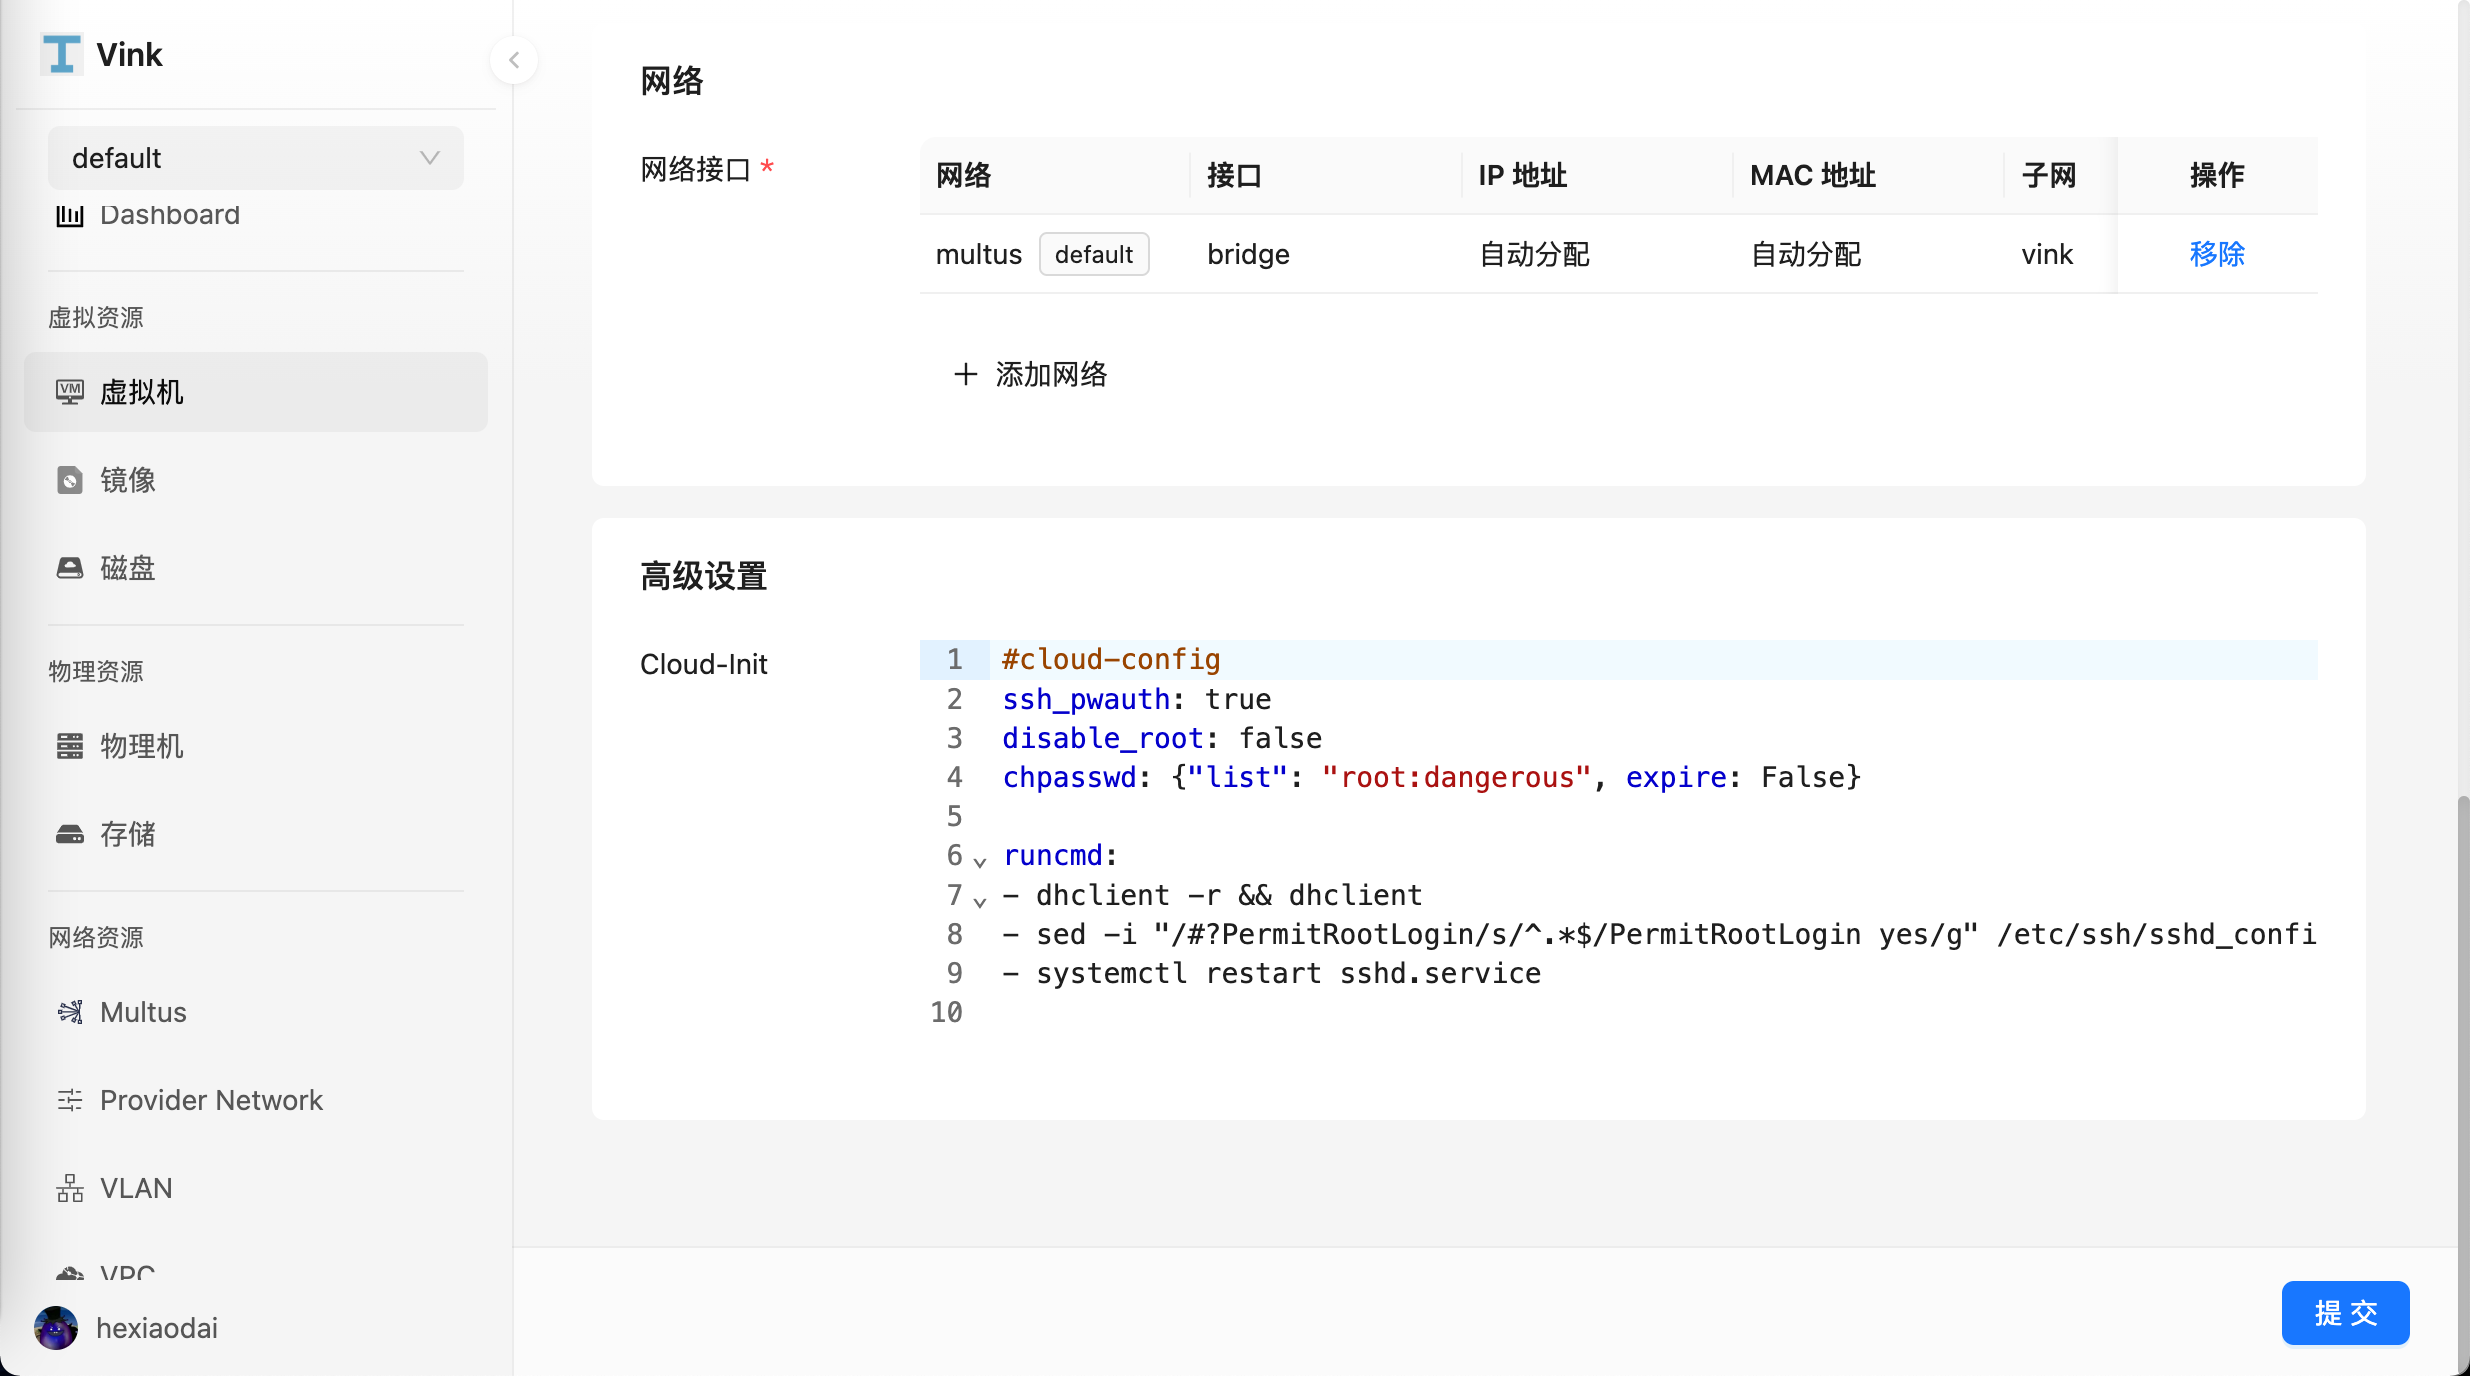 Vink
default
Dashboard
虚拟资源
虚拟机
镜像
磁盘
物理资源
物理机
存储
网络资源
Multus
Provider Network
VLAN
VPC
hexiaodai
网络
网络接口 *
网络 接口 IP 地址 MAC 地址 子网 操作
multus default bridge 自动分配 自动分配 vink 移除
+ 添加网络
高级设置
Cloud-Init
1 #cloud-config
2 ssh_pwauth: true
3 disable_root: false
4 chpasswd: {"list": "root:dangerous", expire: False}
5
6 runcmd:
7 - dhclient -r && dhclient
8 - sed -i "/#?PermitRootLogin/s/^.*$/PermitRootLogin yes/g" /etc/ssh/sshd_confi
9 - systemctl restart sshd.service
10
提 交